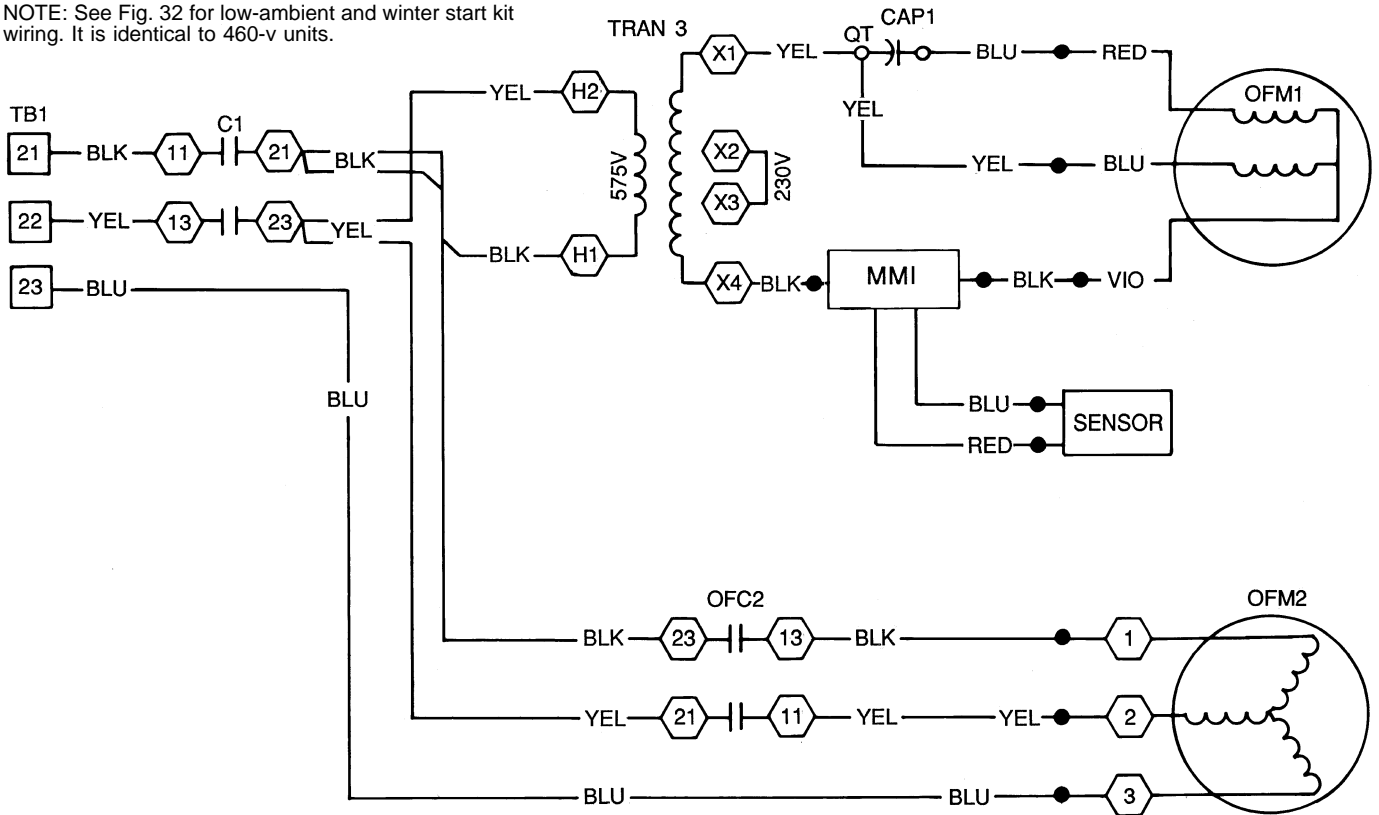 NOTE: See Fig. 32 for low-ambient and winter start kit
wiring. It is identical to 460-v units.
TRAN 3
CAP1
QT
X1
YEL
BLU
RED
OFM1
YEL
H2
YEL
TB1
C1
21
BLK
11
21
BLK
X2
YEL
BLU
575V
230V
X3
22
YEL
13
23
YEL
BLK
H1
23
BLU
X4
BLK
MMI
BLK
VIO
BLU
BLU
SENSOR
RED
OFC2
OFM2
BLK
23
13
BLK
1
YEL
21
11
YEL
YEL
2
BLU
BLU
3